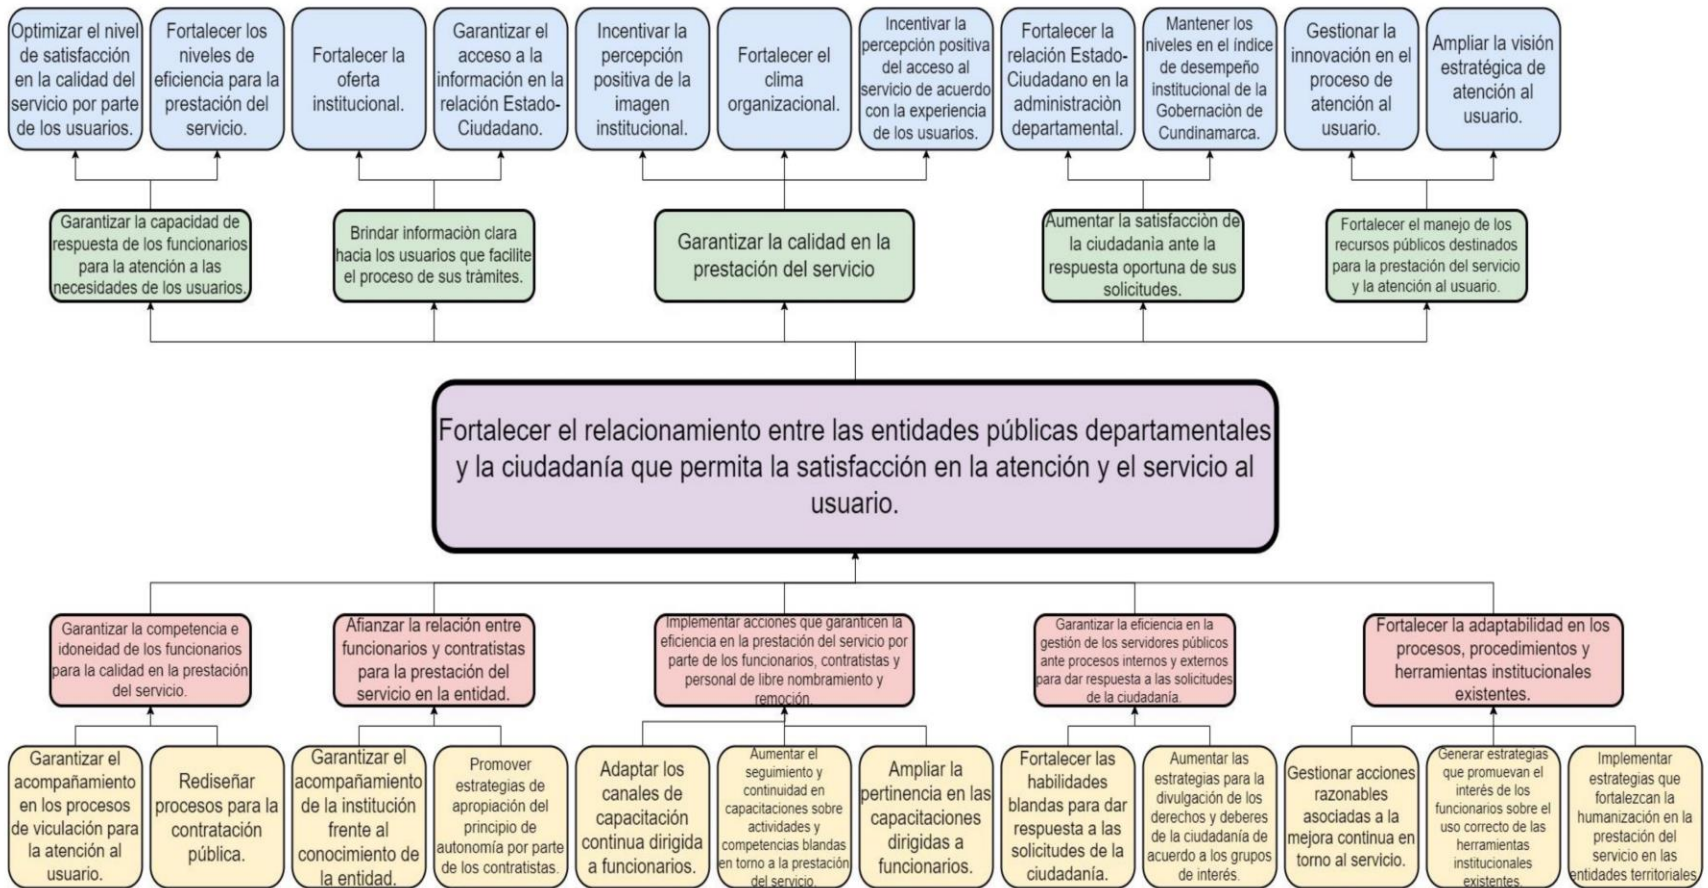 Optimizar el nivel
de satisfacción
en la calidad del
servicio por parte
de los usuarios.
Fortalecer los
niveles de
eficiencia para la
prestación del
servicio.
Fortalecer la
oferta
institucional.
Garantizar el
acceso a la
información en la
relación Estado-
Ciudadano.
Incentivar la
percepción
positiva de la
imagen
institucional.
Fortalecer el
clima
organizacional.
Incentivar la
percepción positiva
del acceso al
servicio de acuerdo
con la experiencia
de los usuarios.
Fortalecer la
relación Estado-
Ciudadano en la
administraciòn
departamental.
Mantener los
niveles en el índice
de desempeño
institucional de la
Gobernaciòn de
Cundinamarca.
Gestionar la
innovación en el
proceso de
atención al
usuario.
Ampliar la visión
estratégica de
atención al
usuario.
Garantizar la capacidad de
respuesta de los funcionarios
para la atención a las
necesidades de los usuarios.
Brindar informaciòn clara
hacia los usuarios que facilite
el proceso de sus tràmites.
Garantizar la calidad en la
prestación del servicio
Aumentar la satisfacciòn de
la ciudadanìa ante la
respuesta oportuna de sus
solicitudes.
Fortalecer el manejo de los
recursos públicos destinados
para la prestación del servicio
y la atención al usuario.
Fortalecer el relacionamiento entre las entidades públicas departamentales
y la ciudadanía que permita la satisfacción en la atención y el servicio al
usuario.
Garantizar la competencia e
idoneidad de los funcionarios
para la calidad en la prestación
del servicio.
Afianzar la relación entre
funcionarios y contratistas
para la prestación del
servicio en la entidad.
Implementar acciones que garanticen la
eficiencia en la prestación del servicio por
parte de los funcionarios, contratistas y
personal de libre nombramiento y
remoción.
Garantizar la eficiencia en la
gestión de los servidores públicos
ante procesos internos y externos
para dar respuesta a las solicitudes
de la ciudadanía.
Fortalecer la adaptabilidad en los
procesos, procedimientos y
herramientas institucionales
existentes.
Garantizar el
acompañamiento
en los procesos
de viculación para
la atención al
usuario.
Rediseñar
procesos para la
contratación
pública.
Garantizar el
acompañamiento
de la institución
frente al
conocimiento de
la entidad.
Promover
estrategias de
apropiación del
principio de
autonomía por parte
de los contratistas.
Adaptar los
canales de
capacitación
continua dirigida
a funcionarios.
Aumentar el
seguimiento y
continuidad en
capacitaciones sobre
actividades y
competencias blandas
en torno a la prestación
del servicio.
Ampliar la
pertinencia en las
capacitaciones
dirigidas a
funcionarios.
Fortalecer las
habilidades
blandas para dar
respuesta a las
solicitudes de la
ciudadanía.
Aumentar las
estrategias para la
divulgación de los
derechos y deberes
de la ciudadanía de
acuerdo a los grupos
de interés.
Gestionar acciones
razonables
asociadas a la
mejora continua en
torno al servicio.
Generar estrategias
que promuevan el
interés de los
funcionarios sobre el
uso correcto de las
herramientas
institucionales
existentes.
Implementar
estrategias que
fortalezcan la
humanización en la
prestación del
servicio en las
entidades territoriales